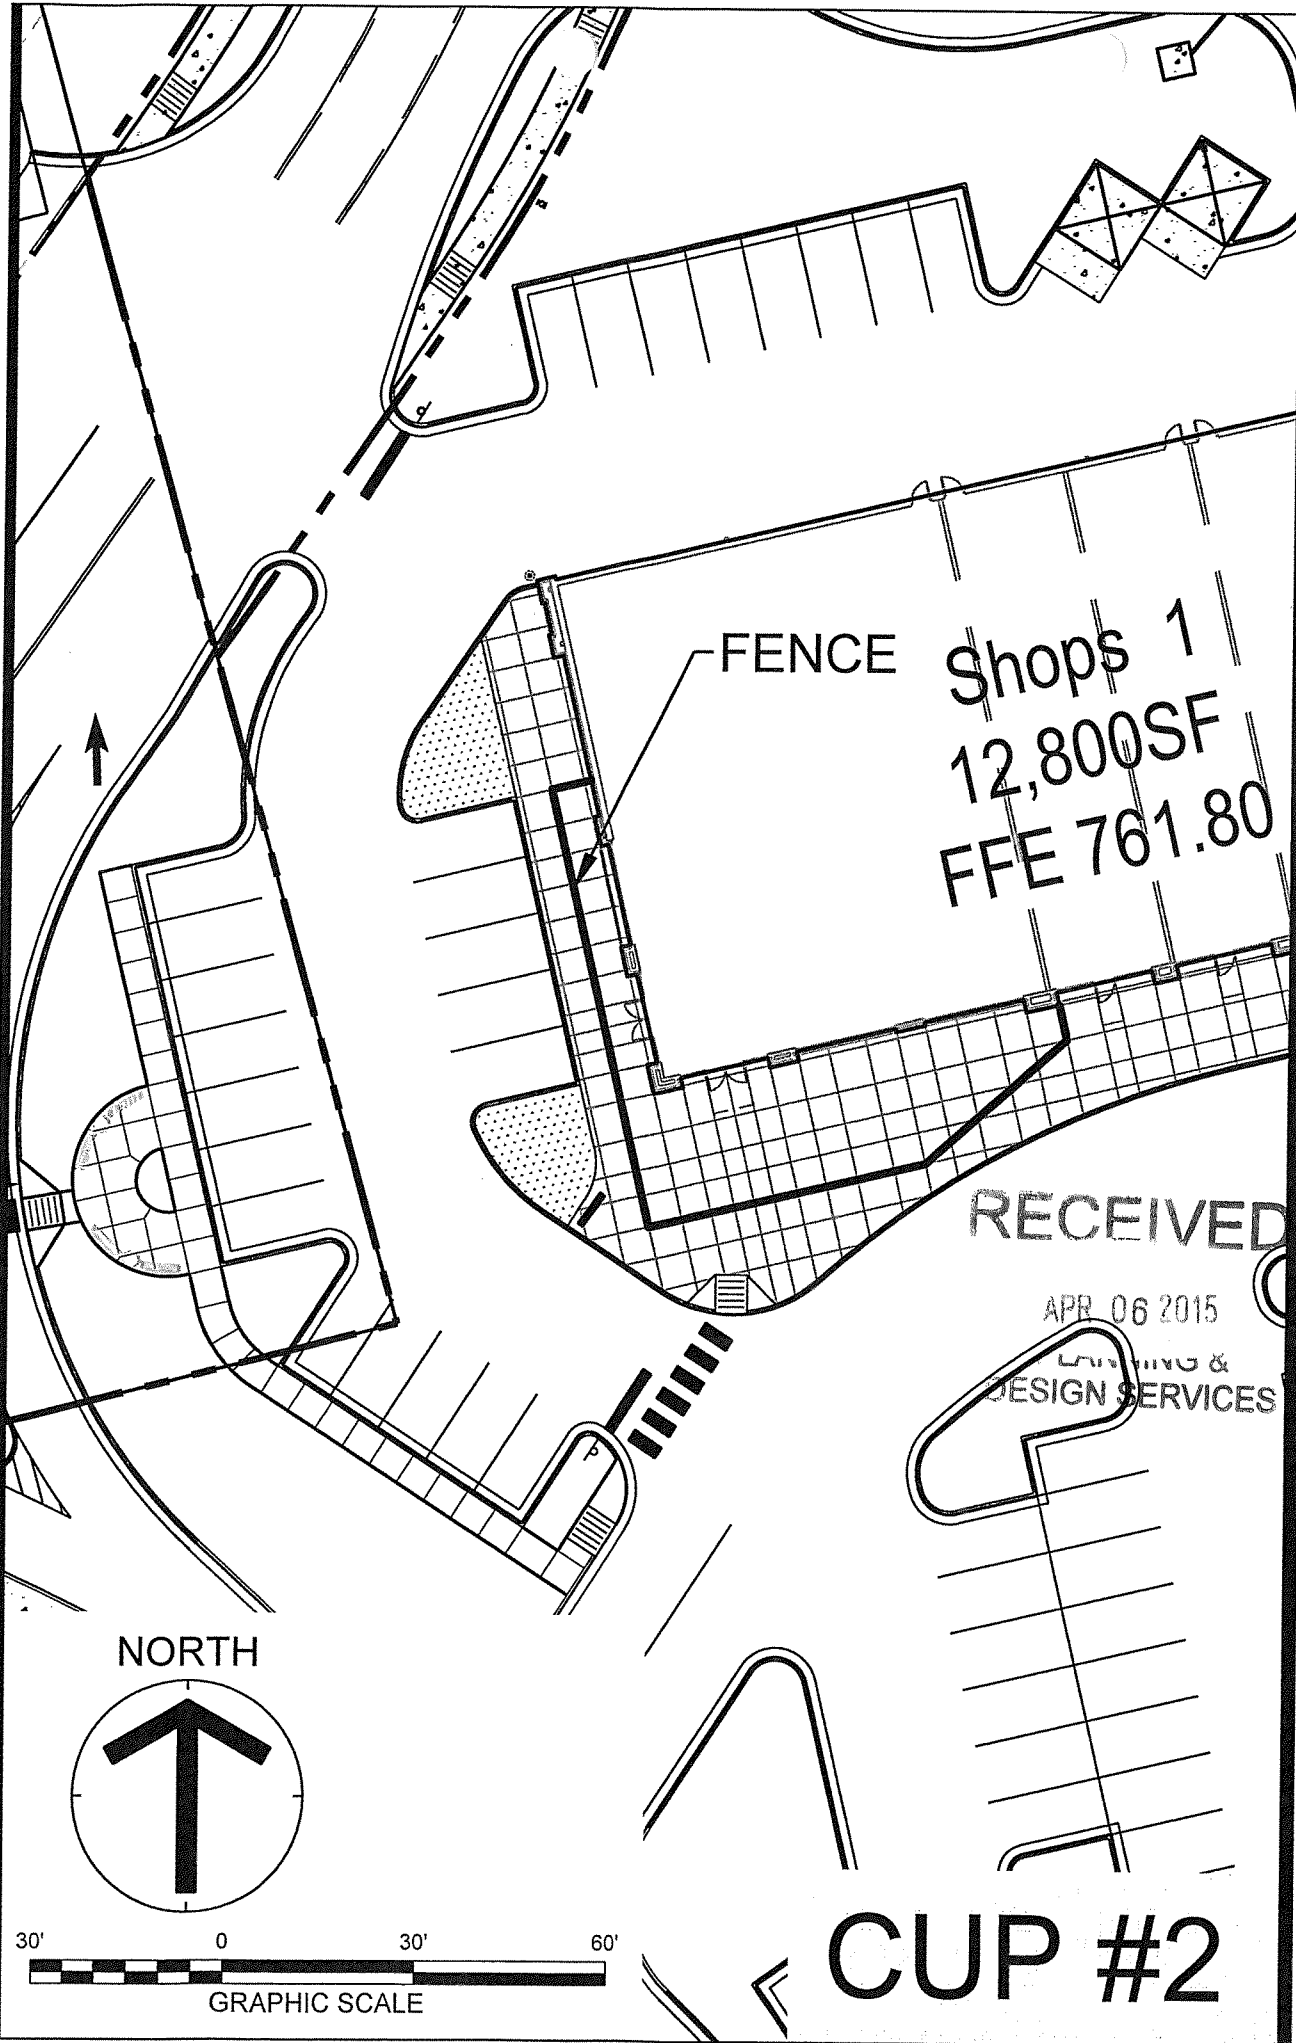 FENCE
Shops 1
12,800SF
FFE 761.80
RECEIVED
APR 06 2015
PLANNING &
DESIGN SERVICES
NORTH
30' 0 30' 60'
GRAPHIC SCALE
CUP #2